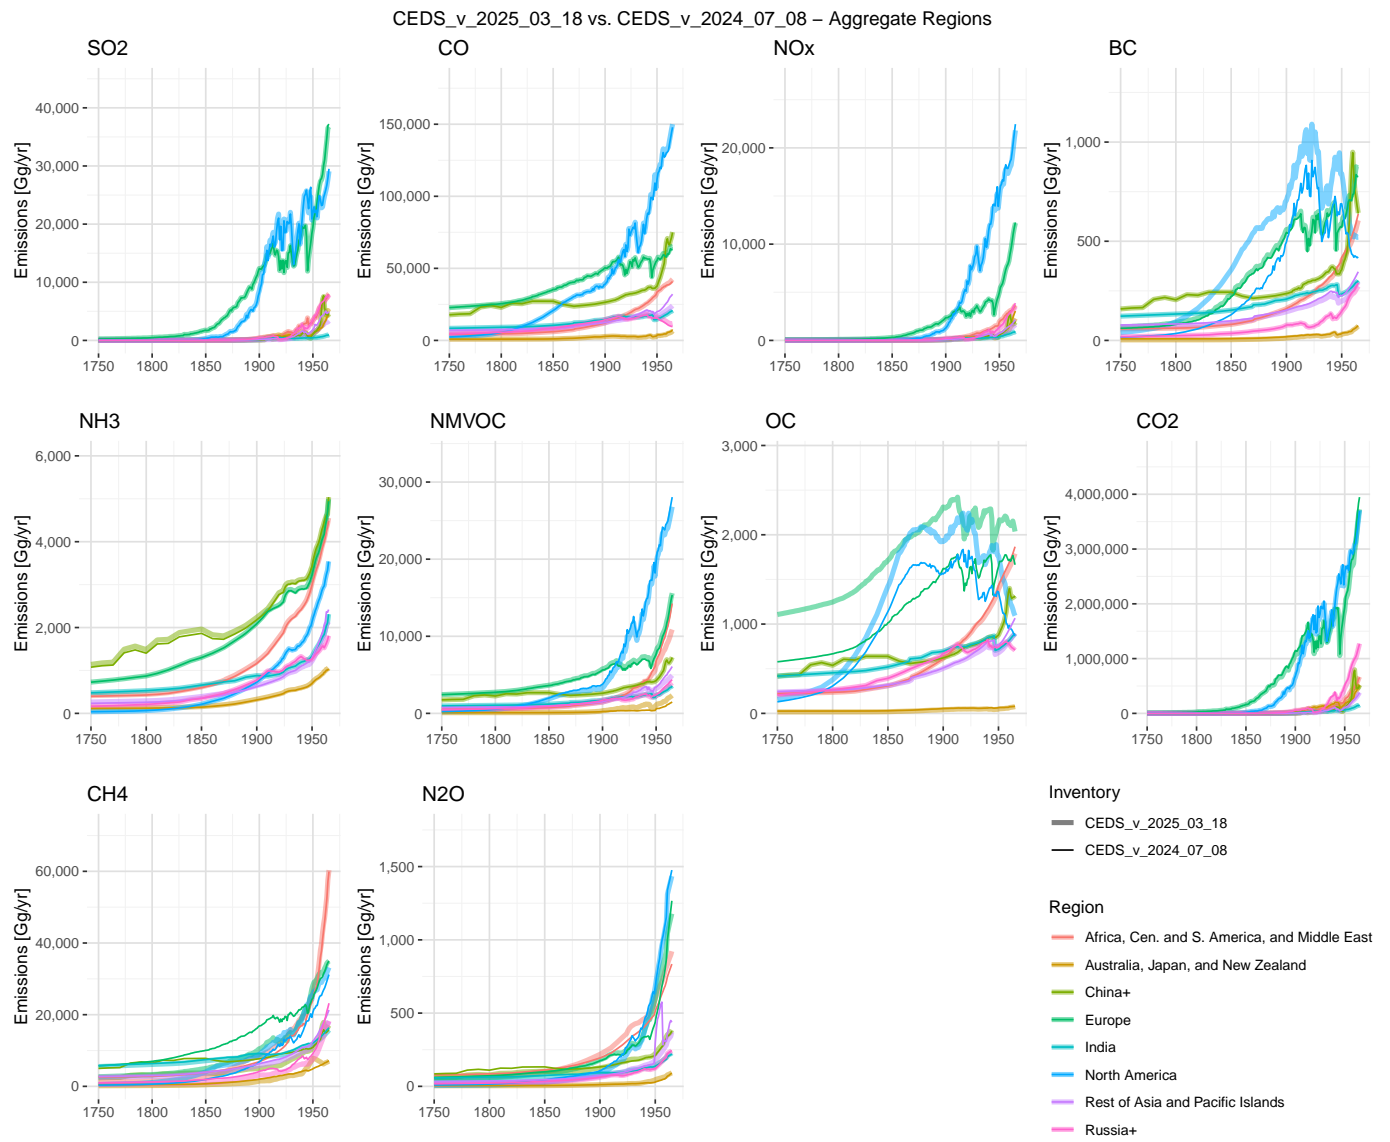 CEDS_v_2025_03_18 vs. CEDS_v_2024_07_08 – Aggregate Regions
SO2
Emissions [Gg/yr]
40,000
30,000
20,000
10,000
0
1750 1800 1850 1900 1950
CO
Emissions [Gg/yr]
150,000
100,000
50,000
0
1750 1800 1850 1900 1950
NOx
Emissions [Gg/yr]
20,000
10,000
0
1750 1800 1850 1900 1950
BC
Emissions [Gg/yr]
1,000
500
0
1750 1800 1850 1900 1950
NH3
Emissions [Gg/yr]
6,000
4,000
2,000
0
1750 1800 1850 1900 1950
NMVOC
Emissions [Gg/yr]
30,000
20,000
10,000
0
1750 1800 1850 1900 1950
OC
Emissions [Gg/yr]
3,000
2,000
1,000
0
1750 1800 1850 1900 1950
CO2
Emissions [Gg/yr]
4,000,000
3,000,000
2,000,000
1,000,000
0
1750 1800 1850 1900 1950
CH4
Emissions [Gg/yr]
60,000
40,000
20,000
0
1750 1800 1850 1900 1950
N2O
Emissions [Gg/yr]
1,500
1,000
500
0
1750 1800 1850 1900 1950
Inventory
CEDS_v_2025_03_18
CEDS_v_2024_07_08
Region
Africa, Cen. and S. America, and Middle East
Australia, Japan, and New Zealand
China+
Europe
India
North America
Rest of Asia and Pacific Islands
Russia+